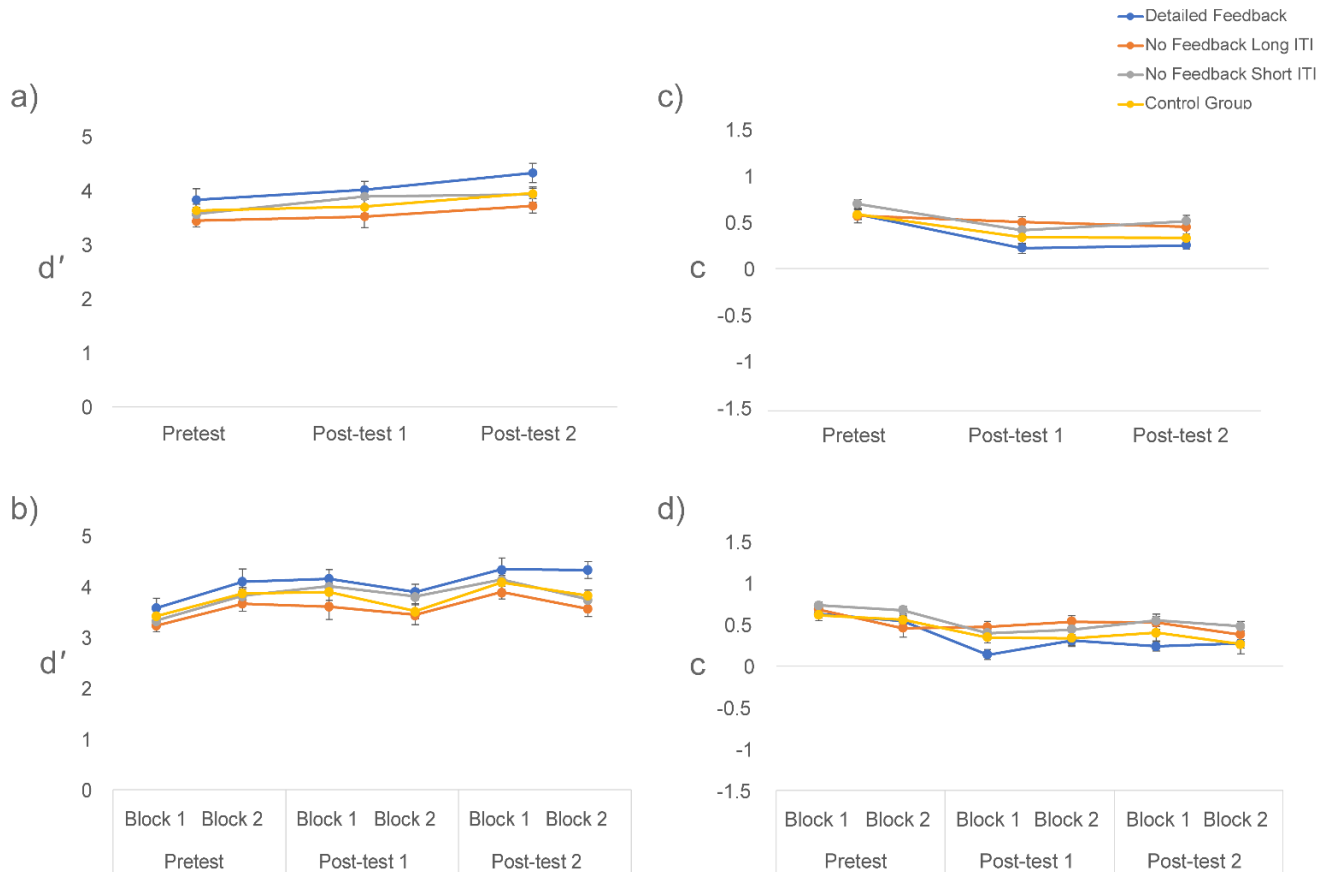 Detailed Feedback
No Feedback Long ITI
No Feedback Short ITI
Control Group
a)
5
4
3
d′
2
1
0
Pretest Post-test 1 Post-test 2
c)
1.5
1
0.5
c
0
-0.5
-1
-1.5
Pretest Post-test 1 Post-test 2
b)
5
4
3
d′
2
1
0
Block 1 Block 2 Block 1 Block 2 Block 1 Block 2
Pretest Post-test 1 Post-test 2
d)
1.5
1
0.5
c
0
-0.5
-1
-1.5
Block 1 Block 2 Block 1 Block 2 Block 1 Block 2
Pretest Post-test 1 Post-test 2